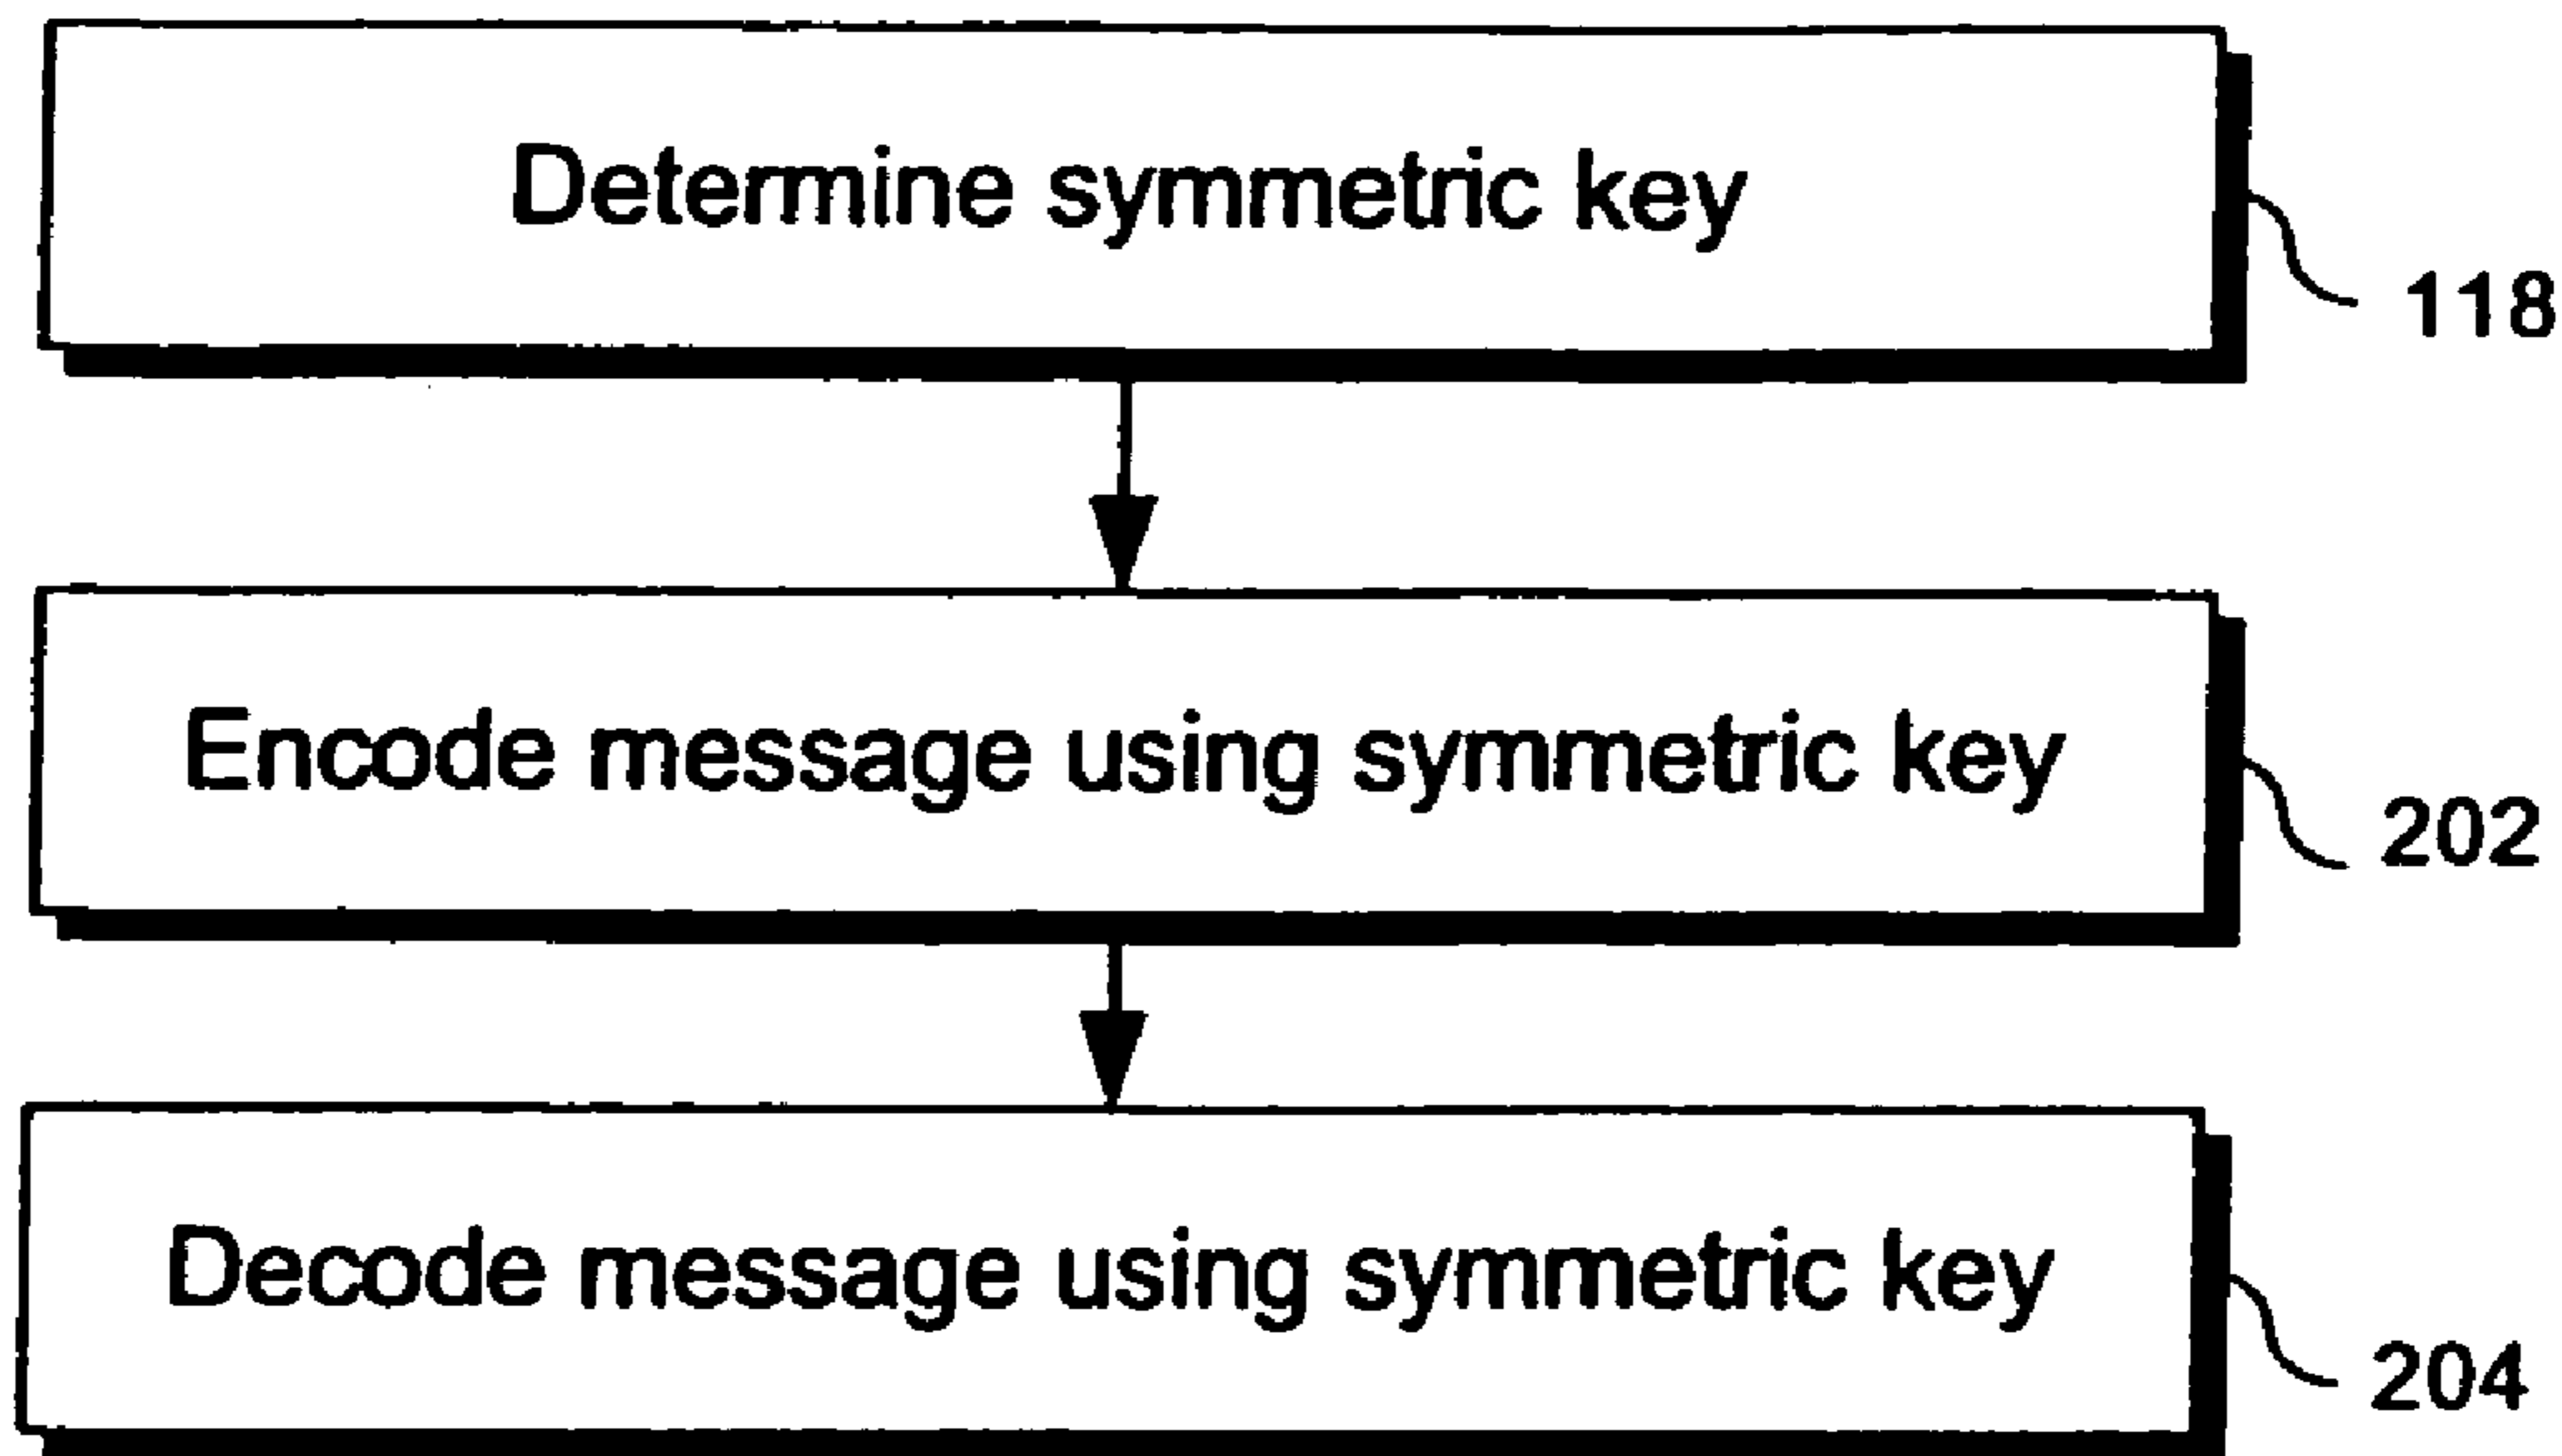 Determine symmetric key
118
Encode message using symmetric key
202
Decode message using symmetric key
204